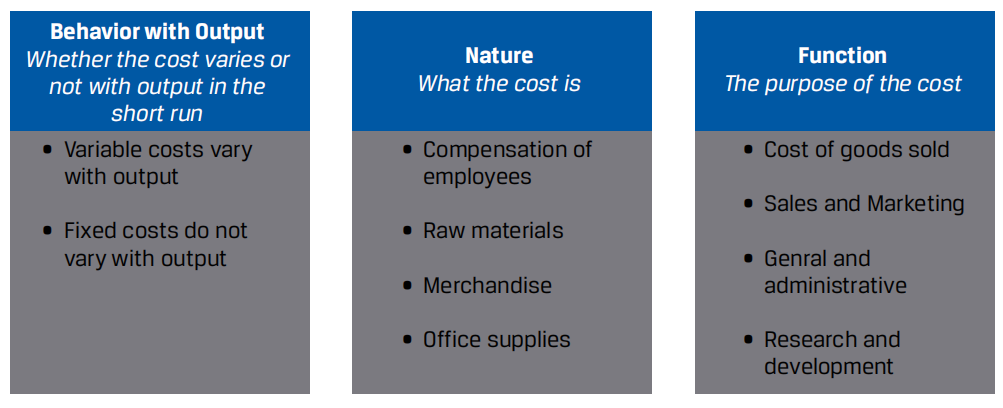 Behavior with Output
Whether the cost varies or
not with output in the
short run
• Variable costs vary
with output
• Fixed costs do not
vary with output
Nature
What the cost is
• Compensation of
employees
• Raw materials
• Merchandise
• Office supplies
Function
The purpose of the cost
• Cost of goods sold
• Sales and Marketing
• Genral and
administrative
• Research and
development